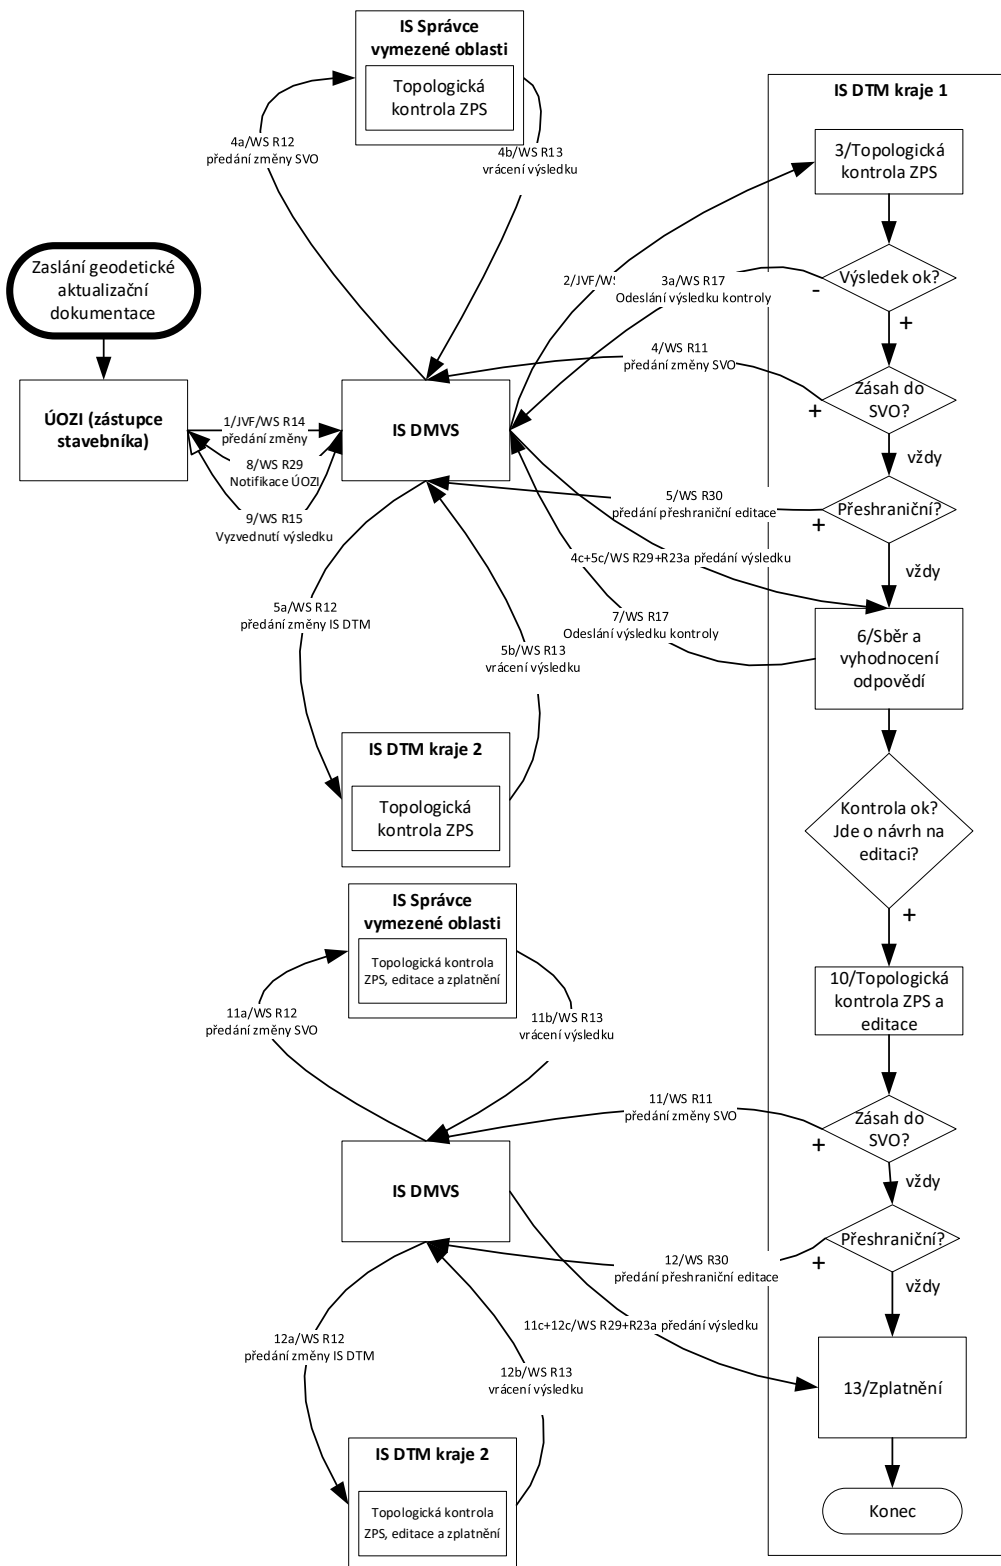 IS Správce
vymezené oblasti
Topologická
kontrola ZPS
IS DTM kraje 1
4a/WS R12
předání změny SVO
4b/WS R13
vrácení výsledku
3/Topologická
kontrola ZPS
Zaslání geodetické
aktualizační
dokumentace
2/JVF/WS
3a/WS R17
Odeslání výsledku kontroly
Výsledek ok?
-
+
4/WS R11
předání změny SVO
Zásah do
SVO?
+
vždy
ÚOZI (zástupce
stavebníka)
1/JVF/WS R14
předání změny
8/WS R29
Notifikace ÚOZI
9/WS R15
Vyzvednutí výsledku
IS DMVS
5/WS R30
předání přeshraniční editace
Přeshraniční?
+
vždy
4c+5c/WS R29+R23a předání výsledku
5a/WS R12
předání změny IS DTM
5b/WS R13
vrácení výsledku
7/WS R17
Odeslání výsledku kontroly
6/Sběr a
vyhodnocení
odpovědí
IS DTM kraje 2
Topologická
kontrola ZPS
Kontrola ok?
Jde o návrh na
editaci?
+
IS Správce
vymezené oblasti
Topologická kontrola
ZPS, editace a zplatnění
10/Topologická
kontrola ZPS a
editace
11a/WS R12
předání změny SVO
11b/WS R13
vrácení výsledku
11/WS R11
předání změny SVO
Zásah do
SVO?
+
vždy
IS DMVS
12/WS R30
předání přeshraniční editace
Přeshraniční?
+
vždy
11c+12c/WS R29+R23a předání výsledku
12a/WS R12
předání změny IS DTM
12b/WS R13
vrácení výsledku
13/Zplatnění
IS DTM kraje 2
Topologická kontrola
ZPS, editace a zplatnění
Konec